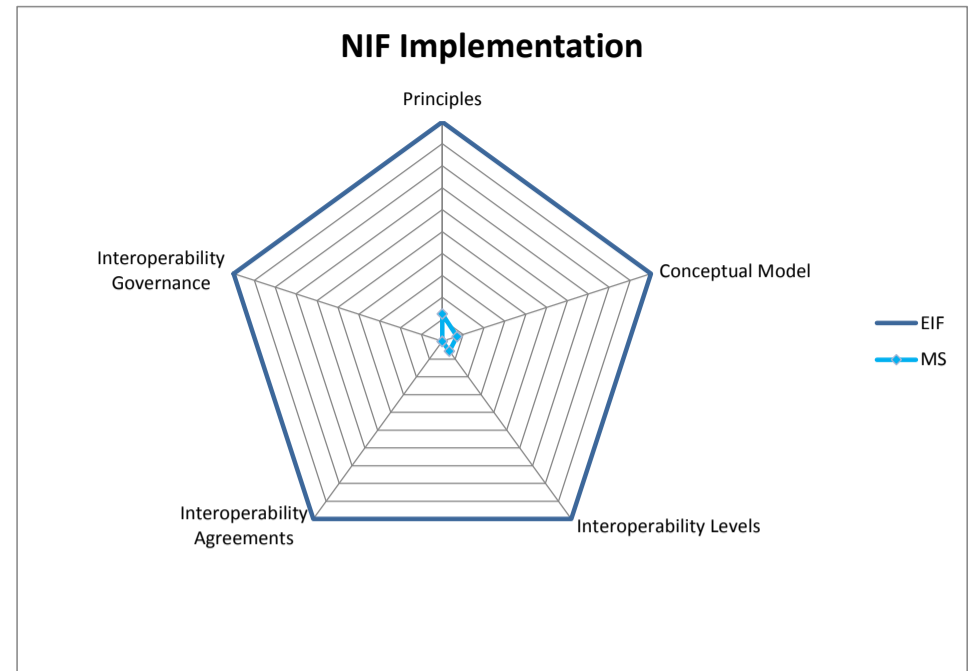 NIF Implementation
Principles
Interoperability
Governance
Conceptual Model
EIF
MS
Interoperability
Agreements
Interoperability Levels